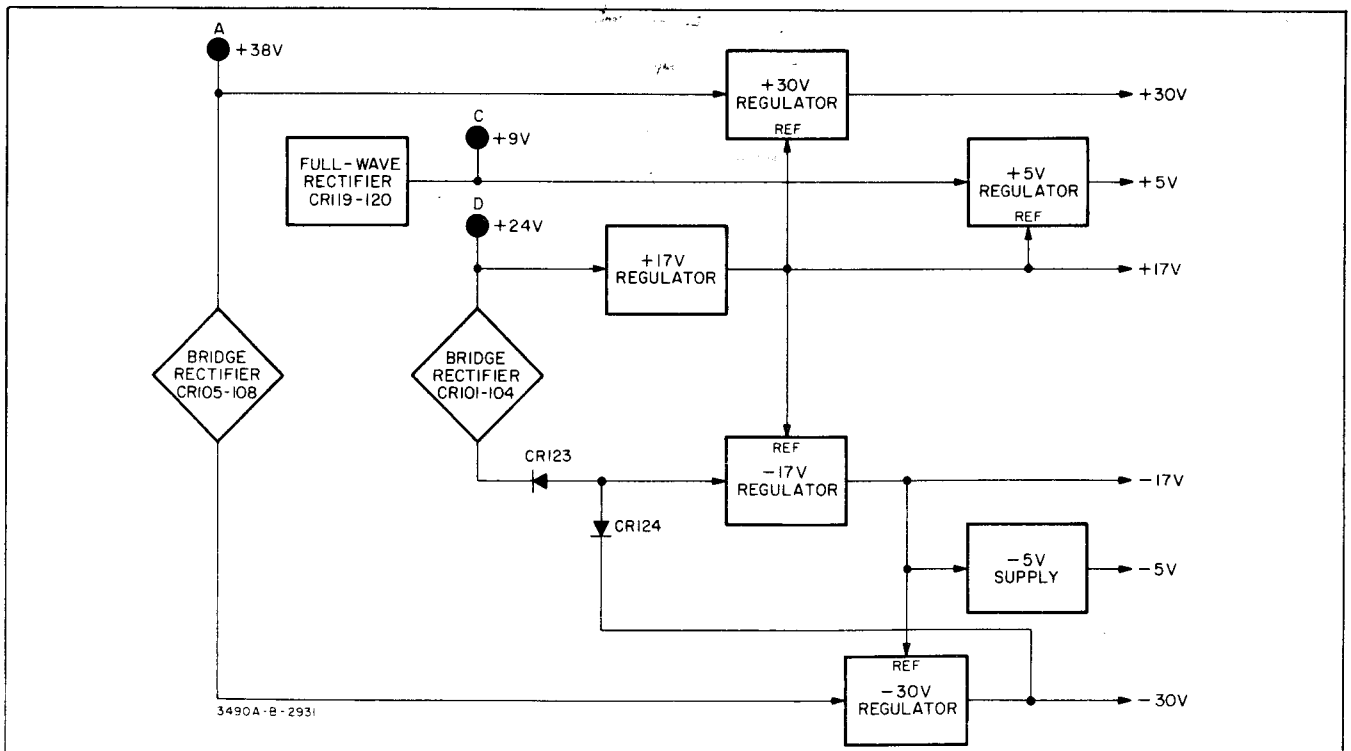 A
+38V
+30V
REGULATOR
REF
+30V
C
+9V
FULL-WAVE
RECTIFIER
CR119-120
+5V
REGULATOR
REF
+5V
D
+24V
+17V
REGULATOR
+17V
BRIDGE
RECTIFIER
CR105-108
BRIDGE
RECTIFIER
CR101-104
CR123
REF
-17V
REGULATOR
-17V
CR124
-5V
SUPPLY
-5V
REF
-30V
REGULATOR
-30V
3490A-B-2931